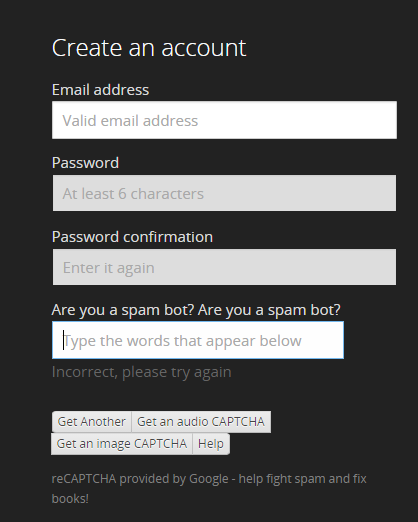 Create an account
Email address
Valid email address
Password
At least 6 characters
Password confirmation
Enter it again
Are you a spam bot? Are you a spam bot?
Type the words that appear below
Incorrect, please try again
Get Another Get an audio CAPTCHA
Get an image CAPTCHA Help
reCAPTCHA provided by Google - help fight spam and fix
books!